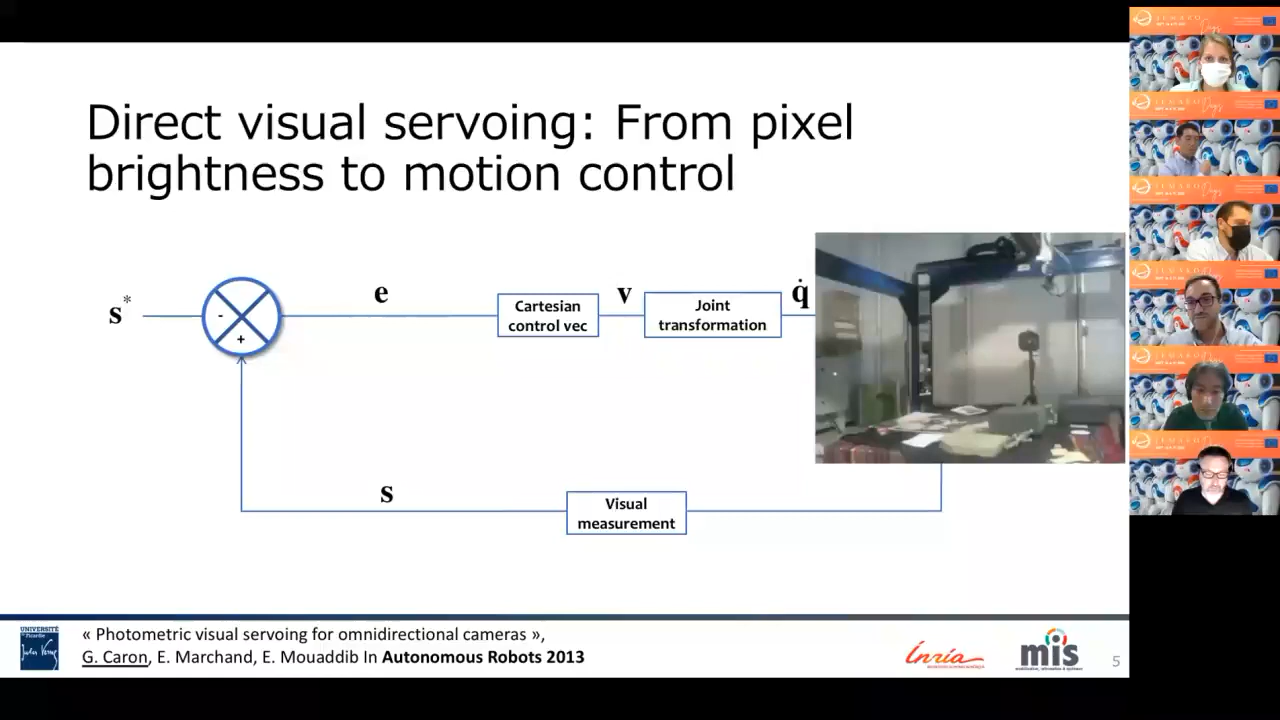 Direct visual servoing: From pixel
brightness to motion control
s*
-
+
e
Cartesian
control vec
v
Joint
transformation
q̇
s
Visual
measurement
UNIVERSITÉ
de Picardie
Jules Verne
« Photometric visual servoing for omnidirectional cameras »,
G. Caron, E. Marchand, E. Mouaddib In Autonomous Robots 2013
Inria
mis
5